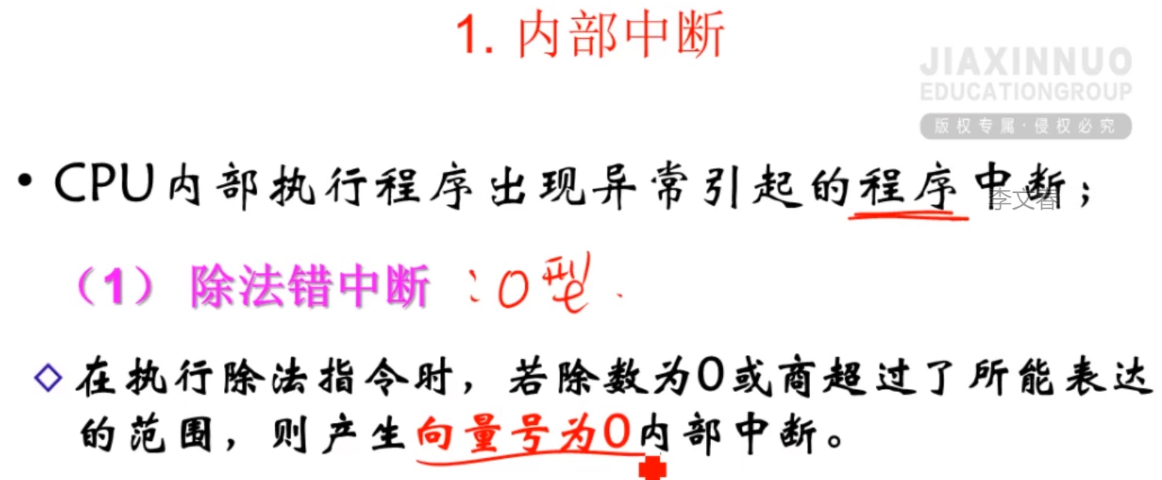 1. 内部中断
JIAXINNUO
EDUCATIONGROUP
版权专属·侵权必究
• CPU内部执行程序出现异常引起的程序中断；
李文春
（1） 除法错中断 ：0型.
◇ 在执行除法指令时，若除数为0或商超过了所能表达
的范围，则产生向量号为0内部中断。